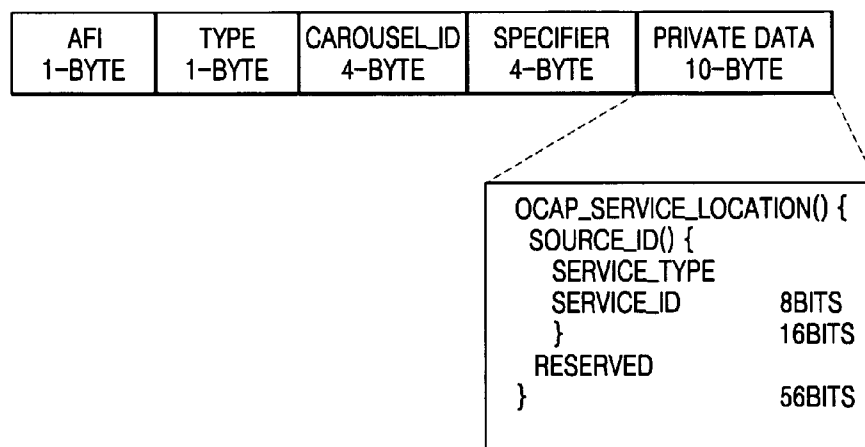 AFI
1-BYTE
TYPE
1-BYTE
CAROUSEL_ID
4-BYTE
SPECIFIER
4-BYTE
PRIVATE DATA
10-BYTE
OCAP_SERVICE_LOCATION() {
SOURCE_ID() {
SERVICE_TYPE
SERVICE_ID 8BITS
} 16BITS
RESERVED
} 56BITS